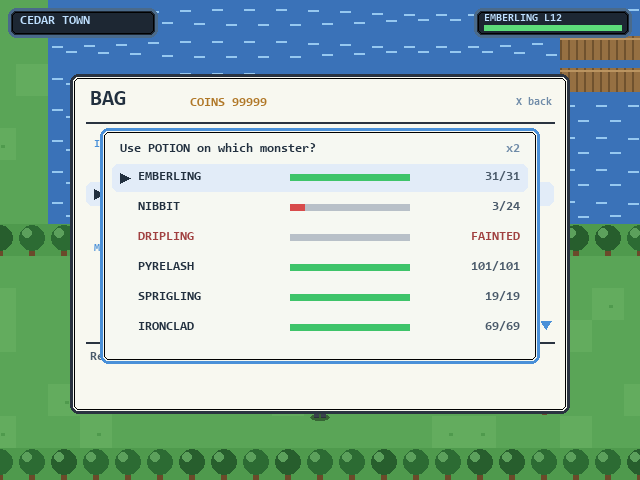 CEDAR TOWN
EMBERLING L12
BAG
COINS 99999
X back
Use POTION on which monster?
x2
EMBERLING 31/31
NIBBIT 3/24
DRIPLING FAINTED
PYRELASH 101/101
SPRIGLING 19/19
IRONCLAD 69/69